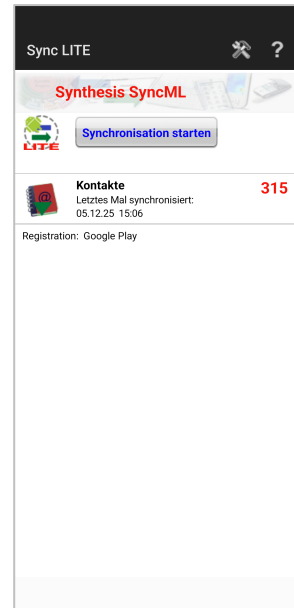 Sync LITE ?
Synthesis SyncML
LITE
Synchronisation starten
Kontakte 315
Letztes Mal synchronisiert:
05.12.25 15:06
Registration: Google Play